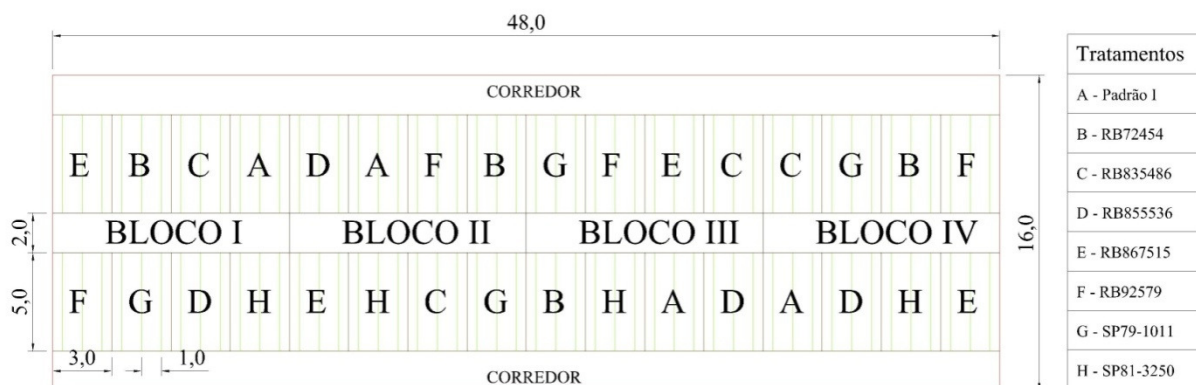 48,0
CORREDOR
E B C A D A F B G F E C C G B F
2,0
BLOCO I BLOCO II BLOCO III BLOCO IV
16,0
5,0
F G D H E H C G B H A D A D H E
3,0 1,0
CORREDOR
Tratamentos
A - Padrão 1
B - RB72454
C - RB835486
D - RB855536
E - RB867515
F - RB92579
G - SP79-1011
H - SP81-3250